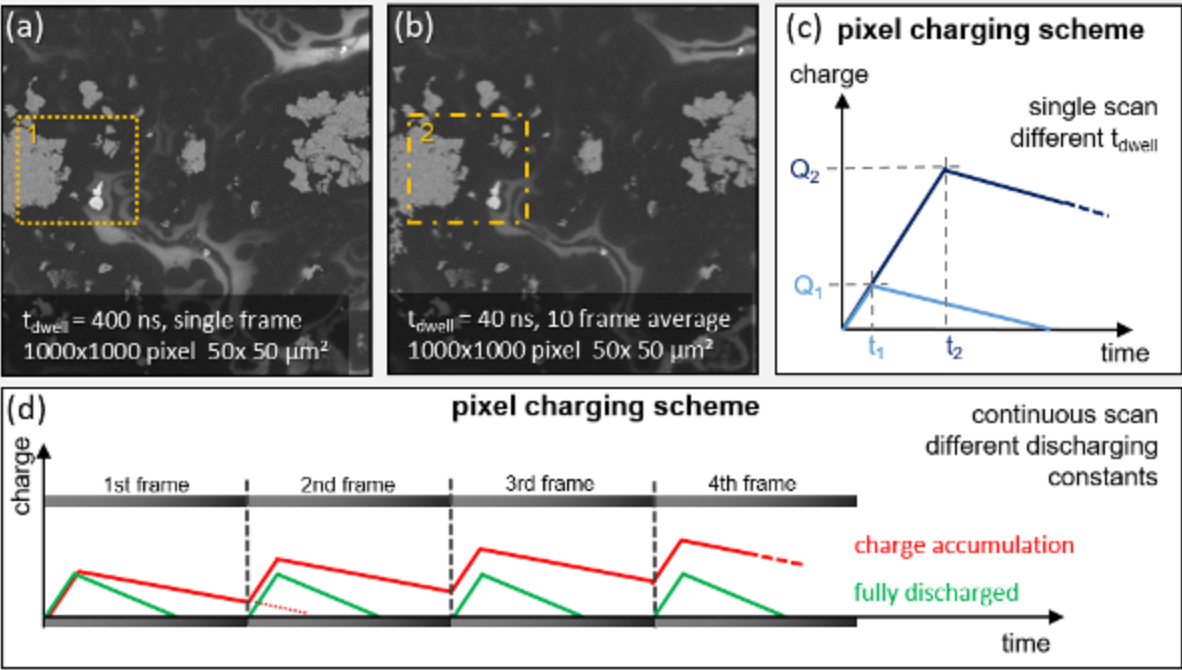 (a)
1
t_dwell = 400 ns, single frame
1000x1000 pixel 50x 50 µm²
(b)
2
t_dwell = 40 ns, 10 frame average
1000x1000 pixel 50x 50 µm²
(c) pixel charging scheme
charge
single scan
different t_dwell
Q₂
Q₁
t₁ t₂
time
(d) pixel charging scheme
continuous scan
different discharging
constants
charge
1st frame 2nd frame 3rd frame 4th frame
charge accumulation
fully discharged
time